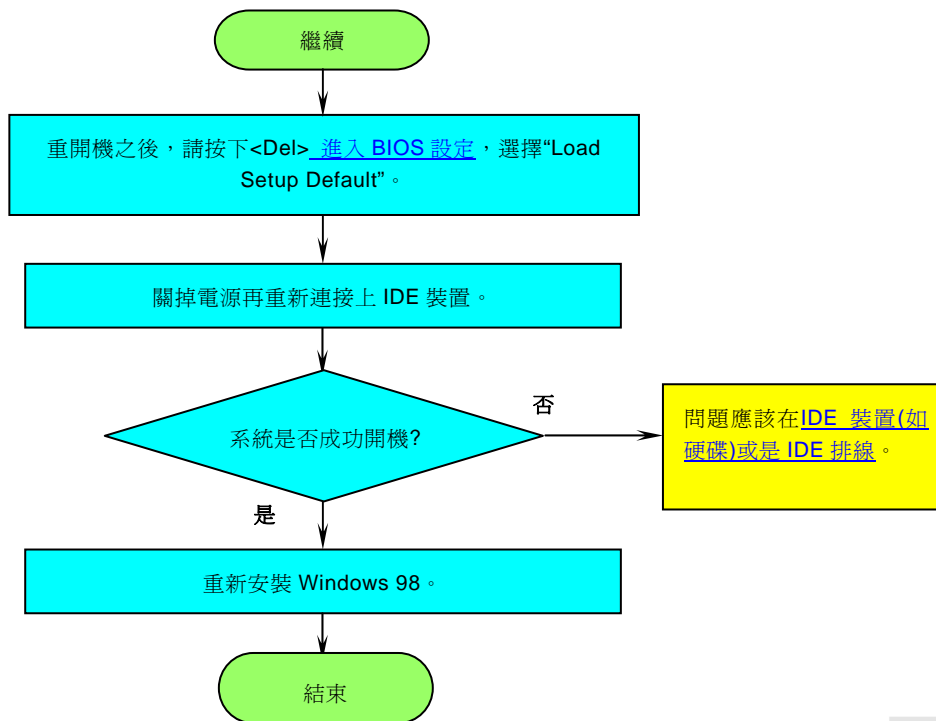 繼續
重開機之後，請按下<Del> 進入 BIOS 設定，選擇“Load
Setup Default”。
關掉電源再重新連接上 IDE 裝置。
系統是否成功開機?
否
問題應該在IDE 裝置(如
硬碟)或是 IDE 排線。
是
重新安裝 Windows 98。
結束